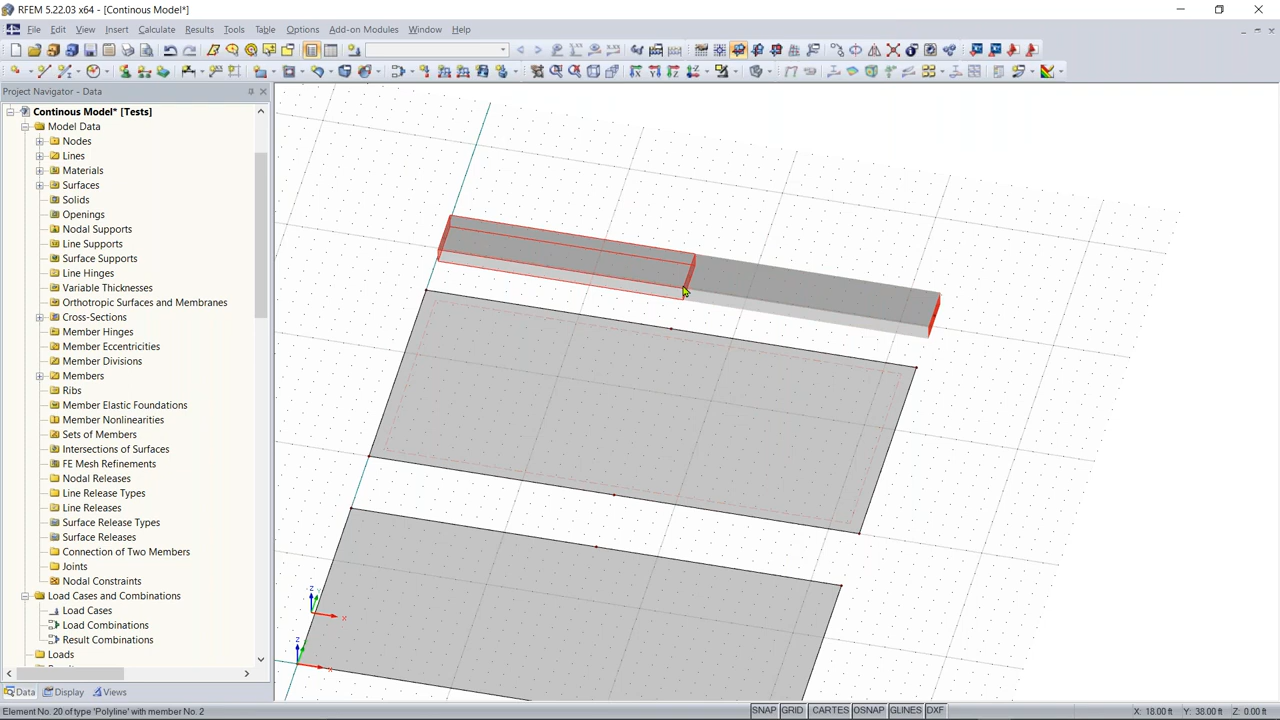 RFEM 5.22.03 x64 - [Continous Model*]
File Edit View Insert Calculate Results Tools Table Options Add-on Modules Window Help
Project Navigator - Data
Continous Model* [Tests]
Model Data
Nodes
Lines
Materials
Surfaces
Solids
Openings
Nodal Supports
Line Supports
Surface Supports
Line Hinges
Variable Thicknesses
Orthotropic Surfaces and Membranes
Cross-Sections
Member Hinges
Member Eccentricities
Member Divisions
Members
Ribs
Member Elastic Foundations
Member Nonlinearities
Sets of Members
Intersections of Surfaces
FE Mesh Refinements
Nodal Releases
Line Release Types
Line Releases
Surface Release Types
Surface Releases
Connection of Two Members
Joints
Nodal Constraints
Load Cases and Combinations
Load Cases
Load Combinations
Result Combinations
Loads
Z
X
Z
Data Display Views
Element No. 20 of type 'Polyline' with member No. 2
SNAP GRID CARTES OSNAP GLINES DXF
X: 18.00 ft Y: 38.00 ft Z: 0.00 ft